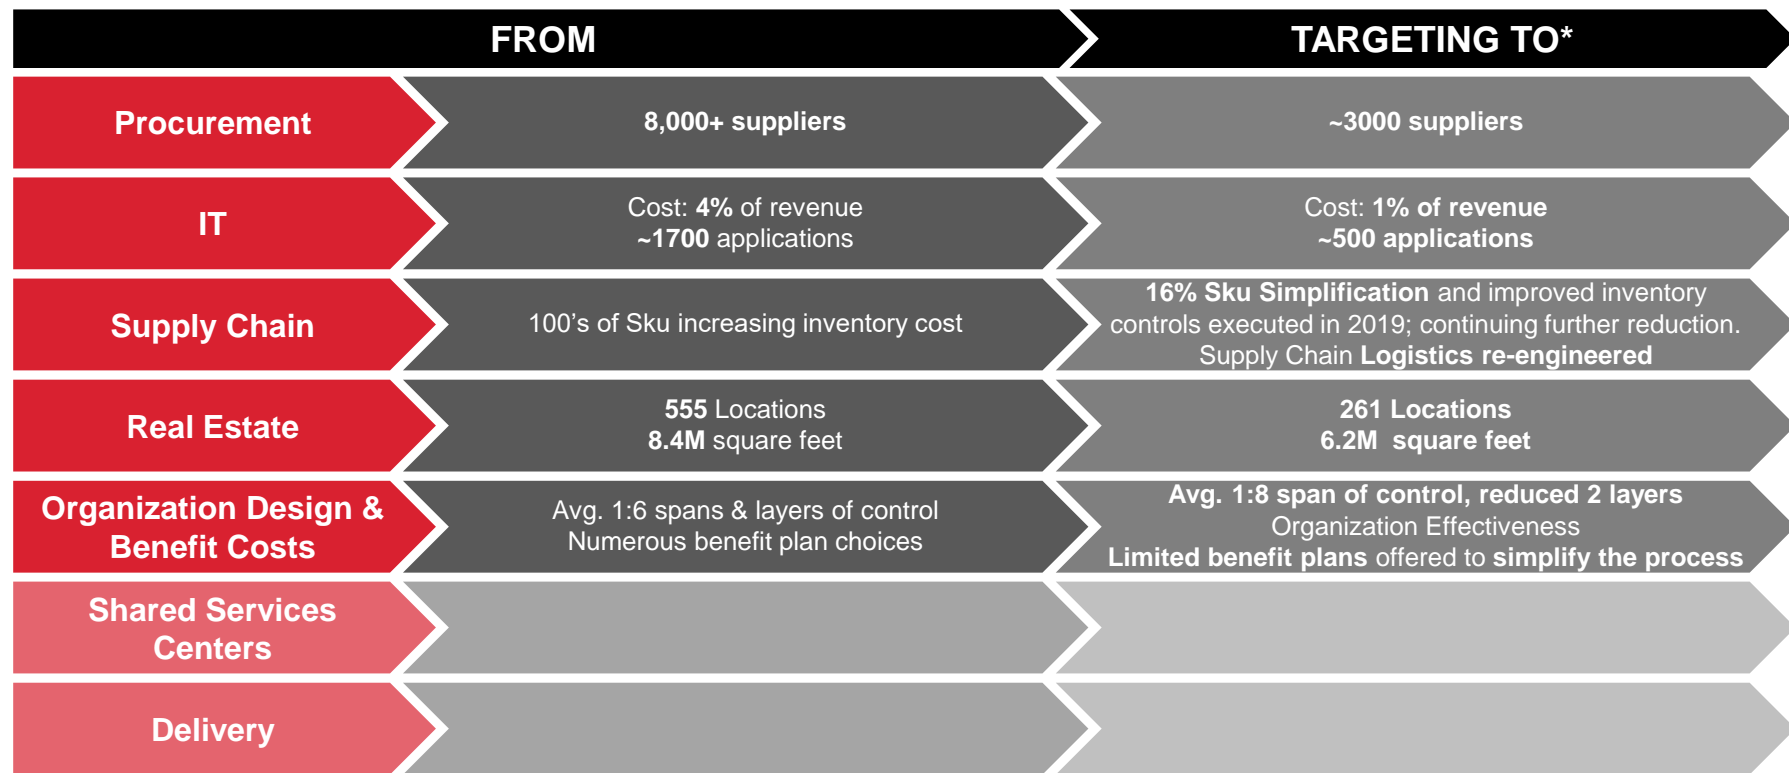 FROM
TARGETING TO*
Procurement
8,000+ suppliers
~3000 suppliers
IT
Cost: 4% of revenue
~1700 applications
Cost: 1% of revenue
~500 applications
Supply Chain
100’s of Sku increasing inventory cost
16% Sku Simplification and improved inventory
controls executed in 2019; continuing further reduction.
Supply Chain Logistics re-engineered
Real Estate
555 Locations
8.4M square feet
261 Locations
6.2M  square feet
Organization Design &
Benefit Costs
Avg. 1:6 spans & layers of control
Numerous benefit plan choices
Avg. 1:8 span of control, reduced 2 layers
Organization Effectiveness
Limited benefit plans offered to simplify the process
Shared Services
Centers
Delivery